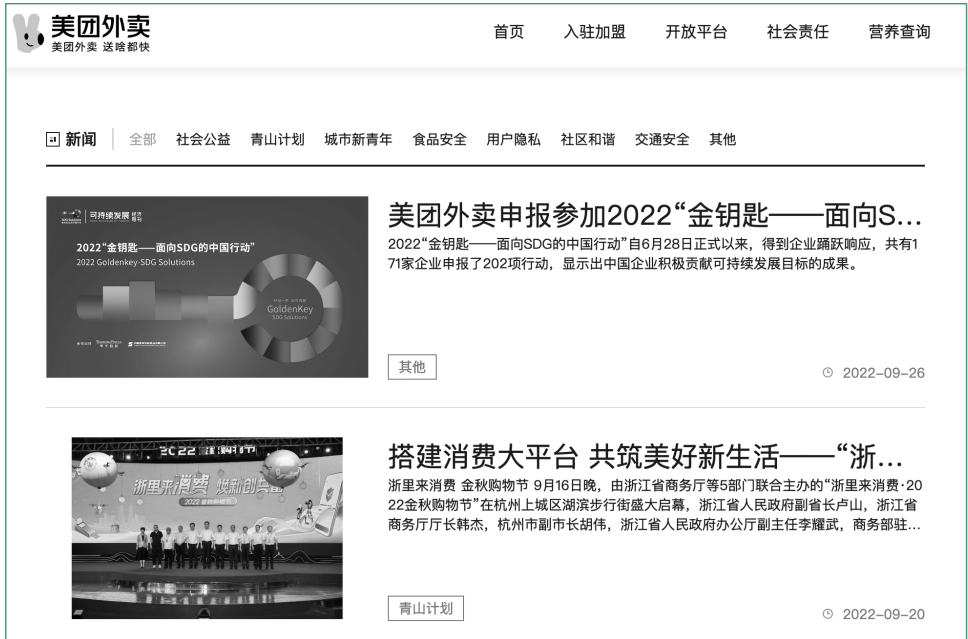 美团外卖
美团外卖 送啥都快
首页 入驻加盟 开放平台 社会责任 营养查询
新闻 全部 社会公益 青山计划 城市新青年 食品安全 用户隐私 社区和谐 交通安全 其他
可持续发展 经济导刊
2022“金钥匙——面向SDG的中国行动”
2022 Goldenkey-SDG Solutions
GoldenKey
SDG Solutions
美团外卖申报参加2022“金钥匙——面向S...
2022“金钥匙——面向SDG的中国行动”自6月28日正式以来，得到企业踊跃响应，共有1
71家企业申报了202项行动，显示出中国企业积极贡献可持续发展目标的成果。
其他
2022-09-26
浙里来消费 焕新创共富
搭建消费大平台 共筑美好新生活——“浙...
浙里来消费 金秋购物节 9月16日晚，由浙江省商务厅等5部门联合主办的“浙里来消费·20
22金秋购物节”在杭州上城区湖滨步行街盛大启幕，浙江省人民政府副省长卢山，浙江省
商务厅厅长韩杰，杭州市副市长胡伟，浙江省人民政府办公厅副主任李耀武，商务部驻...
青山计划
2022-09-20